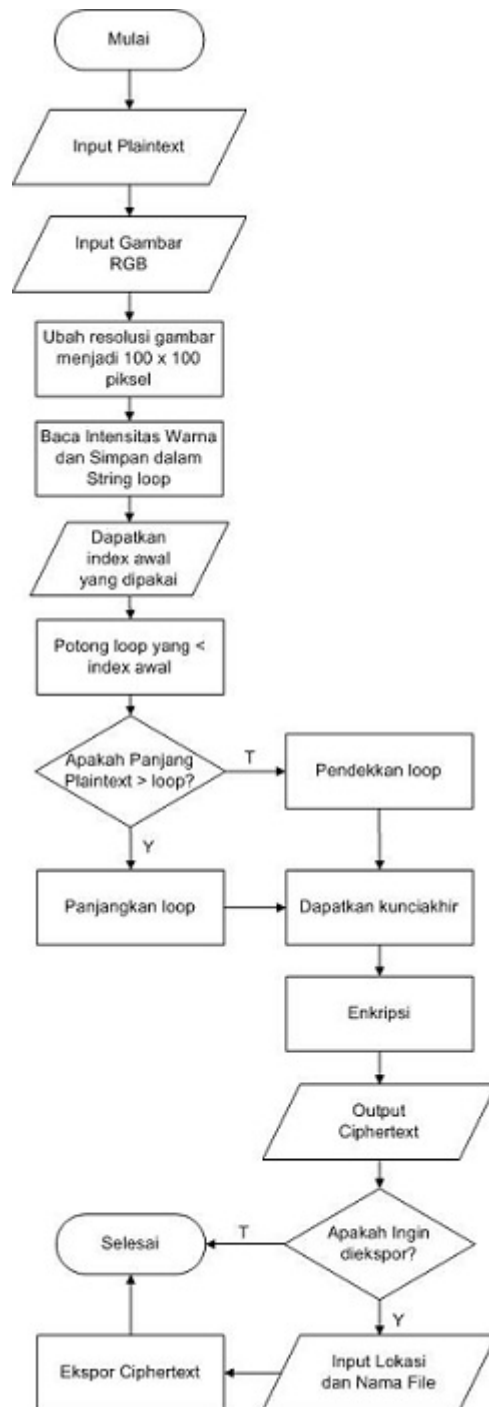 Mulai
Input Plaintext
Input Gambar
RGB
Ubah resolusi gambar
menjadi 100 x 100
piksel
Baca Intensitas Warna
dan Simpan dalam
String loop
Dapatkan
index awal
yang dipakai
Potong loop yang <
index awal
Apakah Panjang
Plaintext > loop?
T
Pendekkan loop
Y
Panjangkan loop
Dapatkan kunciakhir
Enkripsi
Output
Ciphertext
Apakah Ingin
diekspor?
T
Selesai
Y
Input Lokasi
dan Nama File
Ekspor Ciphertext